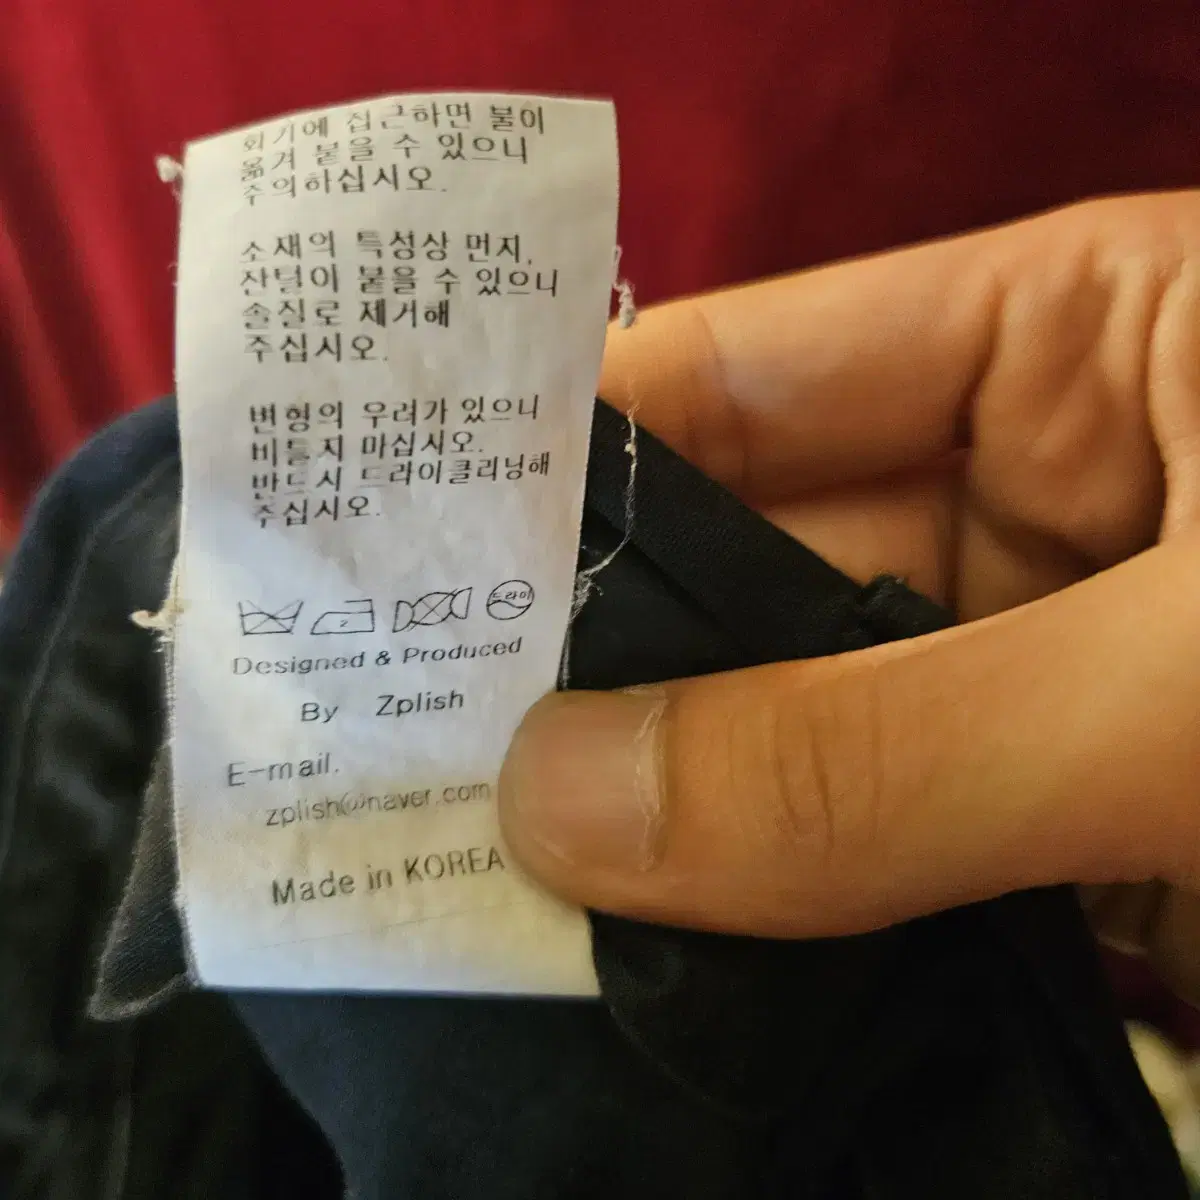 화기에 접근하면 불이
옮겨 붙을 수 있으니
주의하십시오.
소재의 특성상 먼지,
잔털이 붙을 수 있으니
솔질로 제거해
주십시오.
변형의 우려가 있으니
비틀지 마십시오.
반드시 드라이클리닝해
주십시오.
2
드라이
Designed & Produced
By Zplish
E-mail.
zplish@naver.com
Made in KOREA